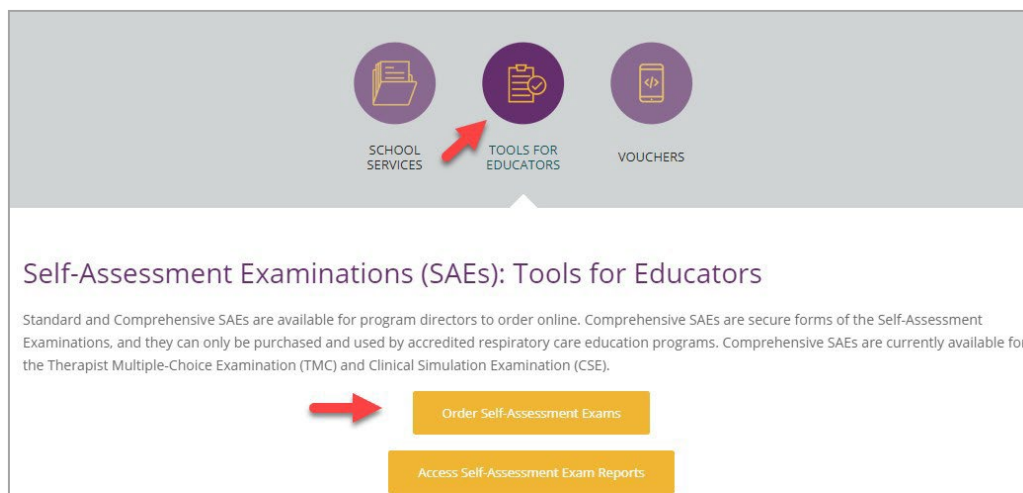 SCHOOL
SERVICES
TOOLS FOR
EDUCATORS
VOUCHERS
Self-Assessment Examinations (SAEs): Tools for Educators
Standard and Comprehensive SAEs are available for program directors to order online. Comprehensive SAEs are secure forms of the Self-Assessment
Examinations, and they can only be purchased and used by accredited respiratory care education programs. Comprehensive SAEs are currently available for
the Therapist Multiple-Choice Examination (TMC) and Clinical Simulation Examination (CSE).
Order Self-Assessment Exams
Access Self-Assessment Exam Reports